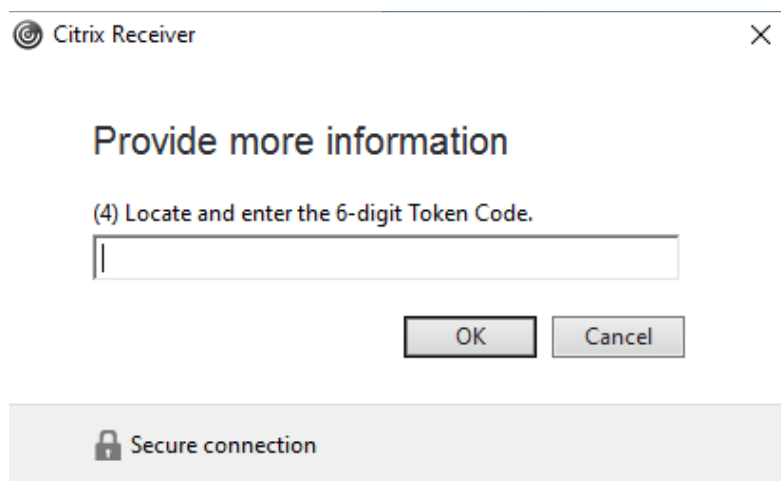 Citrix Receiver
Provide more information
(4) Locate and enter the 6-digit Token Code.
OK Cancel
Secure connection